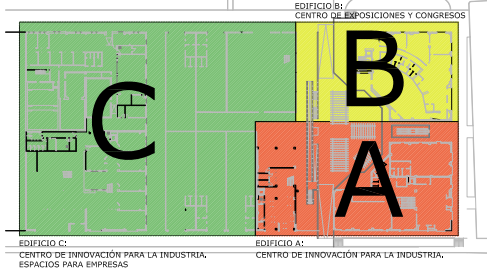 EDIFICIO B:
CENTRO DE EXPOSICIONES Y CONGRESOS
B
C
A
EDIFICIO C:
CENTRO DE INNOVACIÓN PARA LA INDUSTRIA.
ESPACIOS PARA EMPRESAS
EDIFICIO A:
CENTRO DE INNOVACIÓN PARA LA INDUSTRIA.